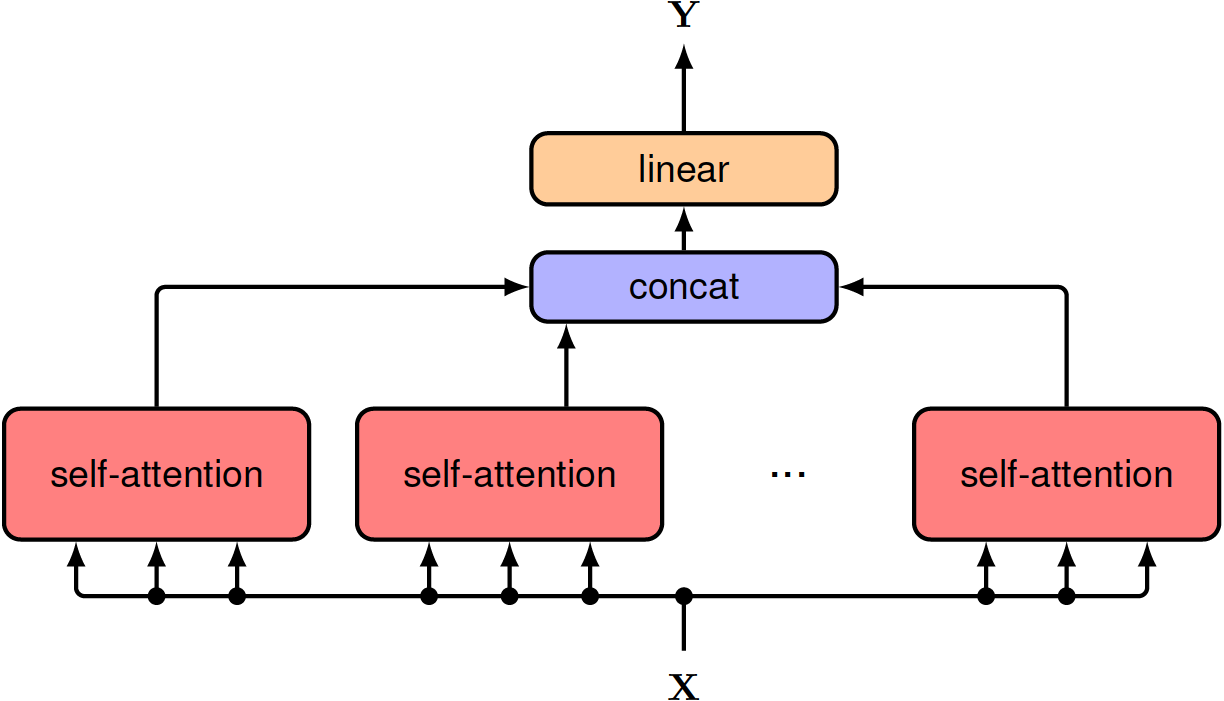 Y
linear
concat
self-attention
self-attention
...
self-attention
X